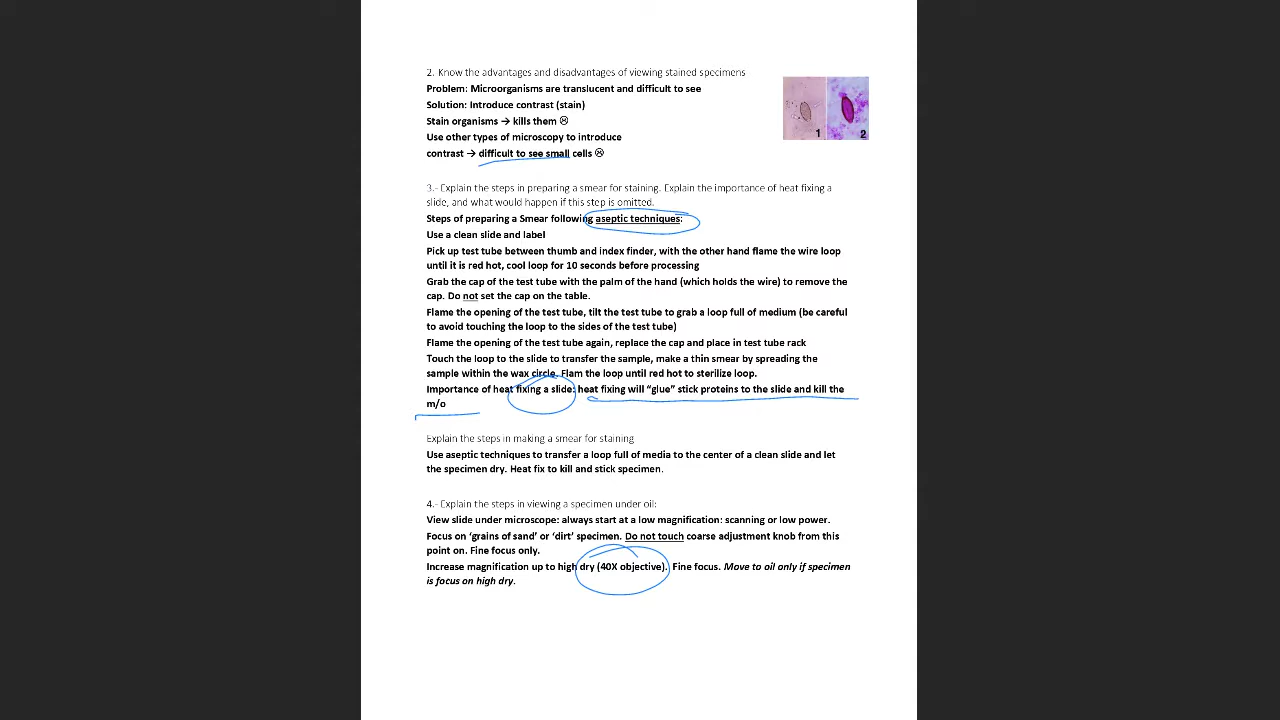 2. Know the advantages and disadvantages of viewing stained specimens
Problem: Microorganisms are translucent and difficult to see
Solution: Introduce contrast (stain)
Stain organisms → kills them ☹
Use other types of microscopy to introduce
contrast → difficult to see small cells ☹
1 2
3.- Explain the steps in preparing a smear for staining. Explain the importance of heat fixing a
slide, and what would happen if this step is omitted.
Steps of preparing a Smear following aseptic techniques:
Use a clean slide and label
Pick up test tube between thumb and index finder, with the other hand flame the wire loop
until it is red hot, cool loop for 10 seconds before processing
Grab the cap of the test tube with the palm of the hand (which holds the wire) to remove the
cap. Do not set the cap on the table.
Flame the opening of the test tube, tilt the test tube to grab a loop full of medium (be careful
to avoid touching the loop to the sides of the test tube)
Flame the opening of the test tube again, replace the cap and place in test tube rack
Touch the loop to the slide to transfer the sample, make a thin smear by spreading the
sample within the wax circle. Flam the loop until red hot to sterilize loop.
Importance of heat fixing a slide: heat fixing will "glue" stick proteins to the slide and kill the
m/o
Explain the steps in making a smear for staining
Use aseptic techniques to transfer a loop full of media to the center of a clean slide and let
the specimen dry. Heat fix to kill and stick specimen.
4.- Explain the steps in viewing a specimen under oil:
View slide under microscope: always start at a low magnification: scanning or low power.
Focus on 'grains of sand' or 'dirt' specimen. Do not touch coarse adjustment knob from this
point on. Fine focus only.
Increase magnification up to high dry (40X objective). Fine focus. Move to oil only if specimen
is focus on high dry.